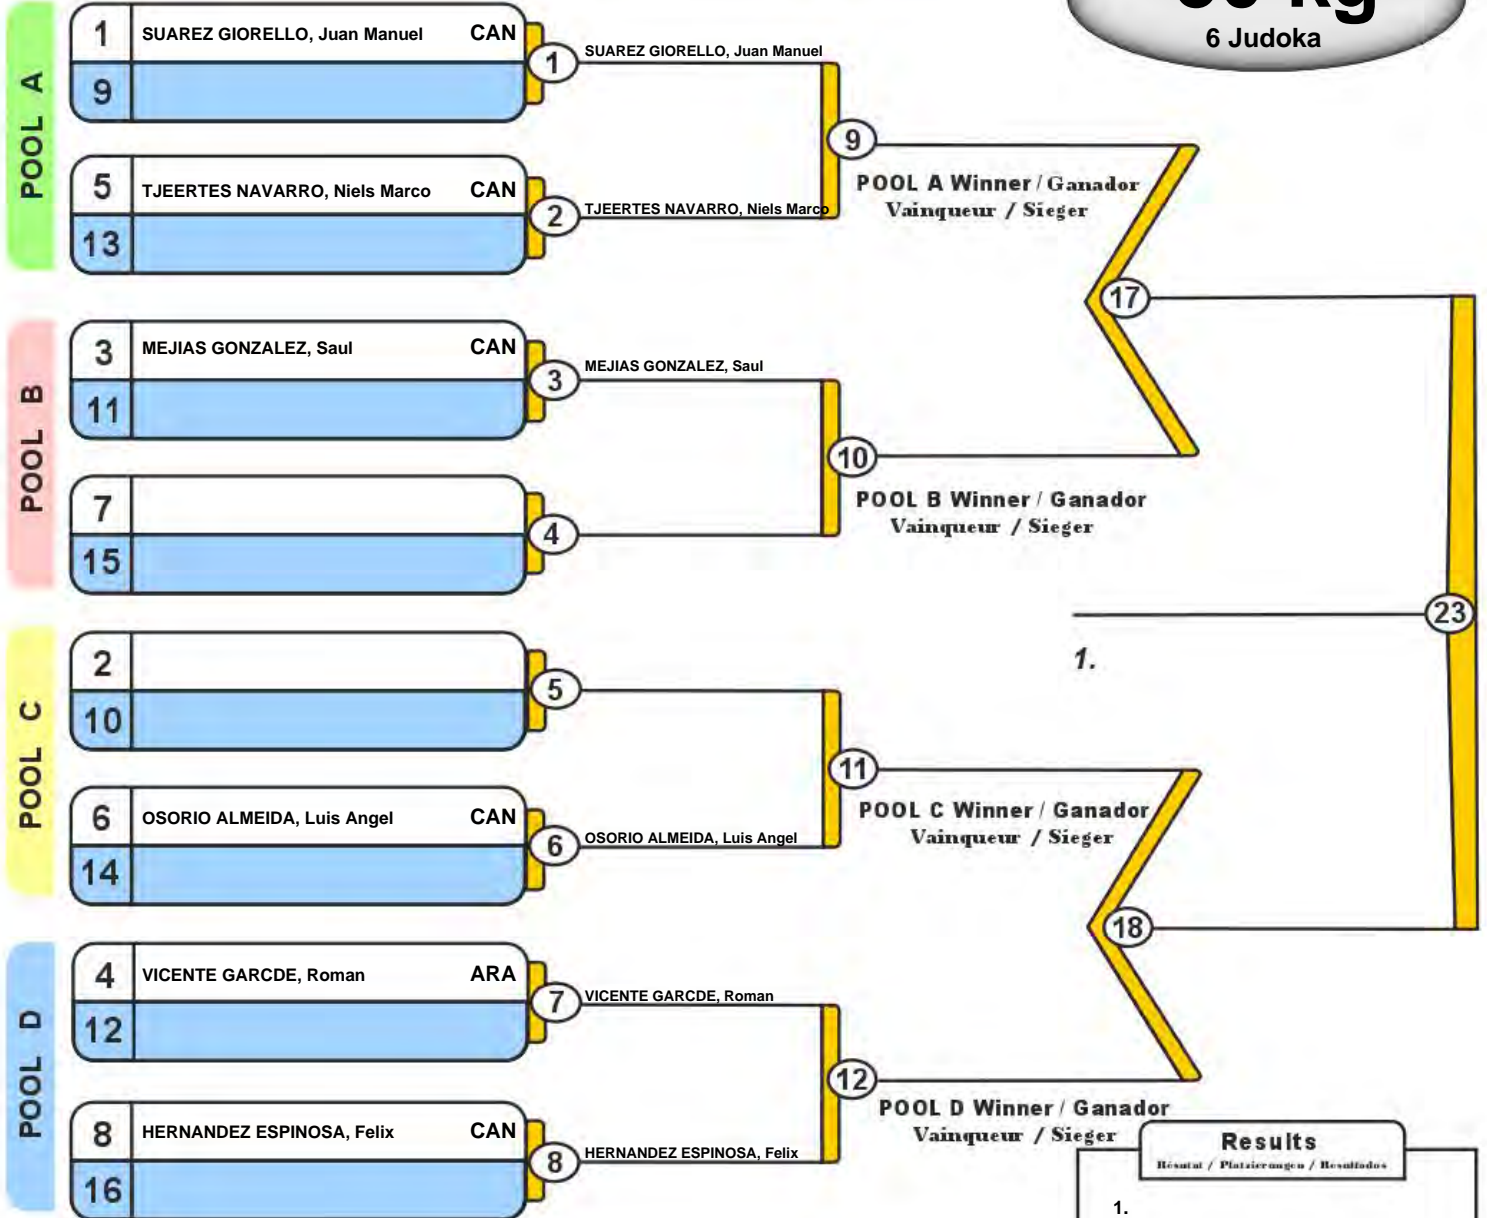 kg
6 Judoka
POOL A
1 SUAREZ GIORELLO, Juan Manuel CAN
9
1
SUAREZ GIORELLO, Juan Manuel
5 TJEERTES NAVARRO, Niels Marco CAN
13
2
TJEERTES NAVARRO, Niels Marco
9
POOL A Winner / Ganador
Vainqueur / Sieger
POOL B
3 MEJIAS GONZALEZ, Saul CAN
11
3
MEJIAS GONZALEZ, Saul
7
15
4
10
POOL B Winner / Ganador
Vainqueur / Sieger
17
POOL C
2
10
5
6 OSORIO ALMEIDA, Luis Angel CAN
14
6
OSORIO ALMEIDA, Luis Angel
11
POOL C Winner / Ganador
Vainqueur / Sieger
POOL D
4 VICENTE GARCDE, Roman ARA
12
7
VICENTE GARCDE, Roman
8 HERNANDEZ ESPINOSA, Felix CAN
16
8
HERNANDEZ ESPINOSA, Felix
12
POOL D Winner / Ganador
Vainqueur / Sieger
18
23
1.
Results
/ Platzierungen / Resultados
1.